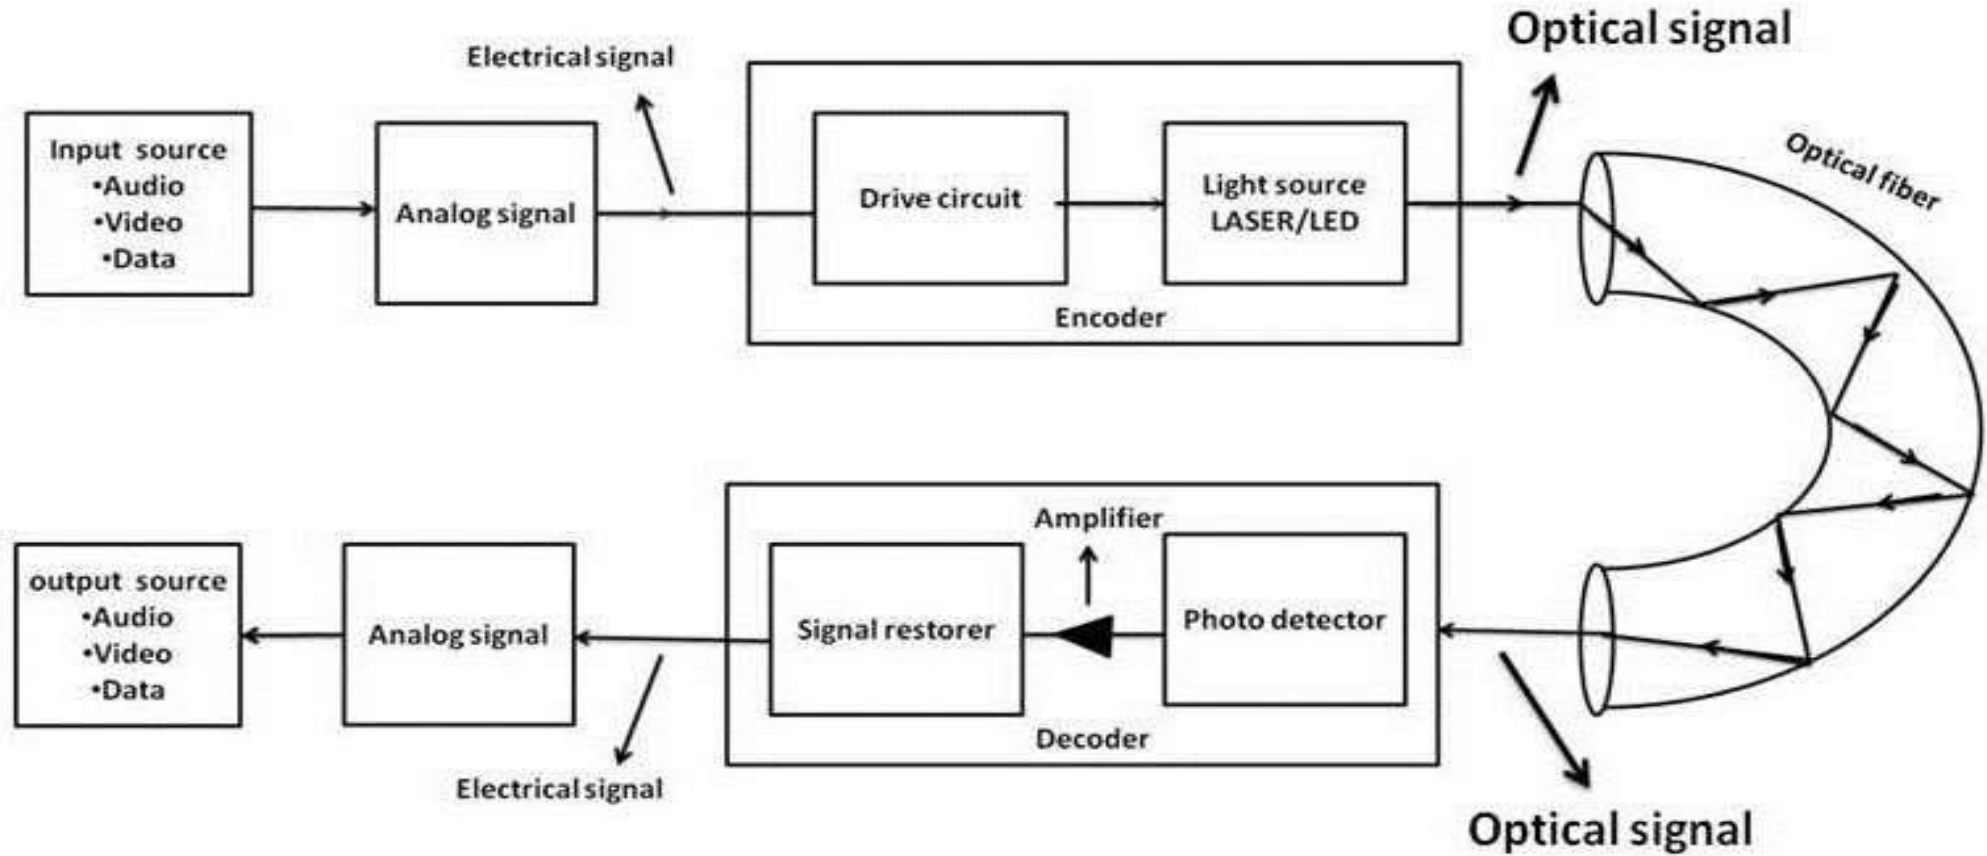 Optical signal
Electrical signal
Input source
•Audio
•Video
•Data
Analog signal
Drive circuit
Light source
LASER/LED
Encoder
Optical fiber
output source
•Audio
•Video
•Data
Analog signal
Electrical signal
Signal restorer
Amplifier
Photo detector
Decoder
Optical signal